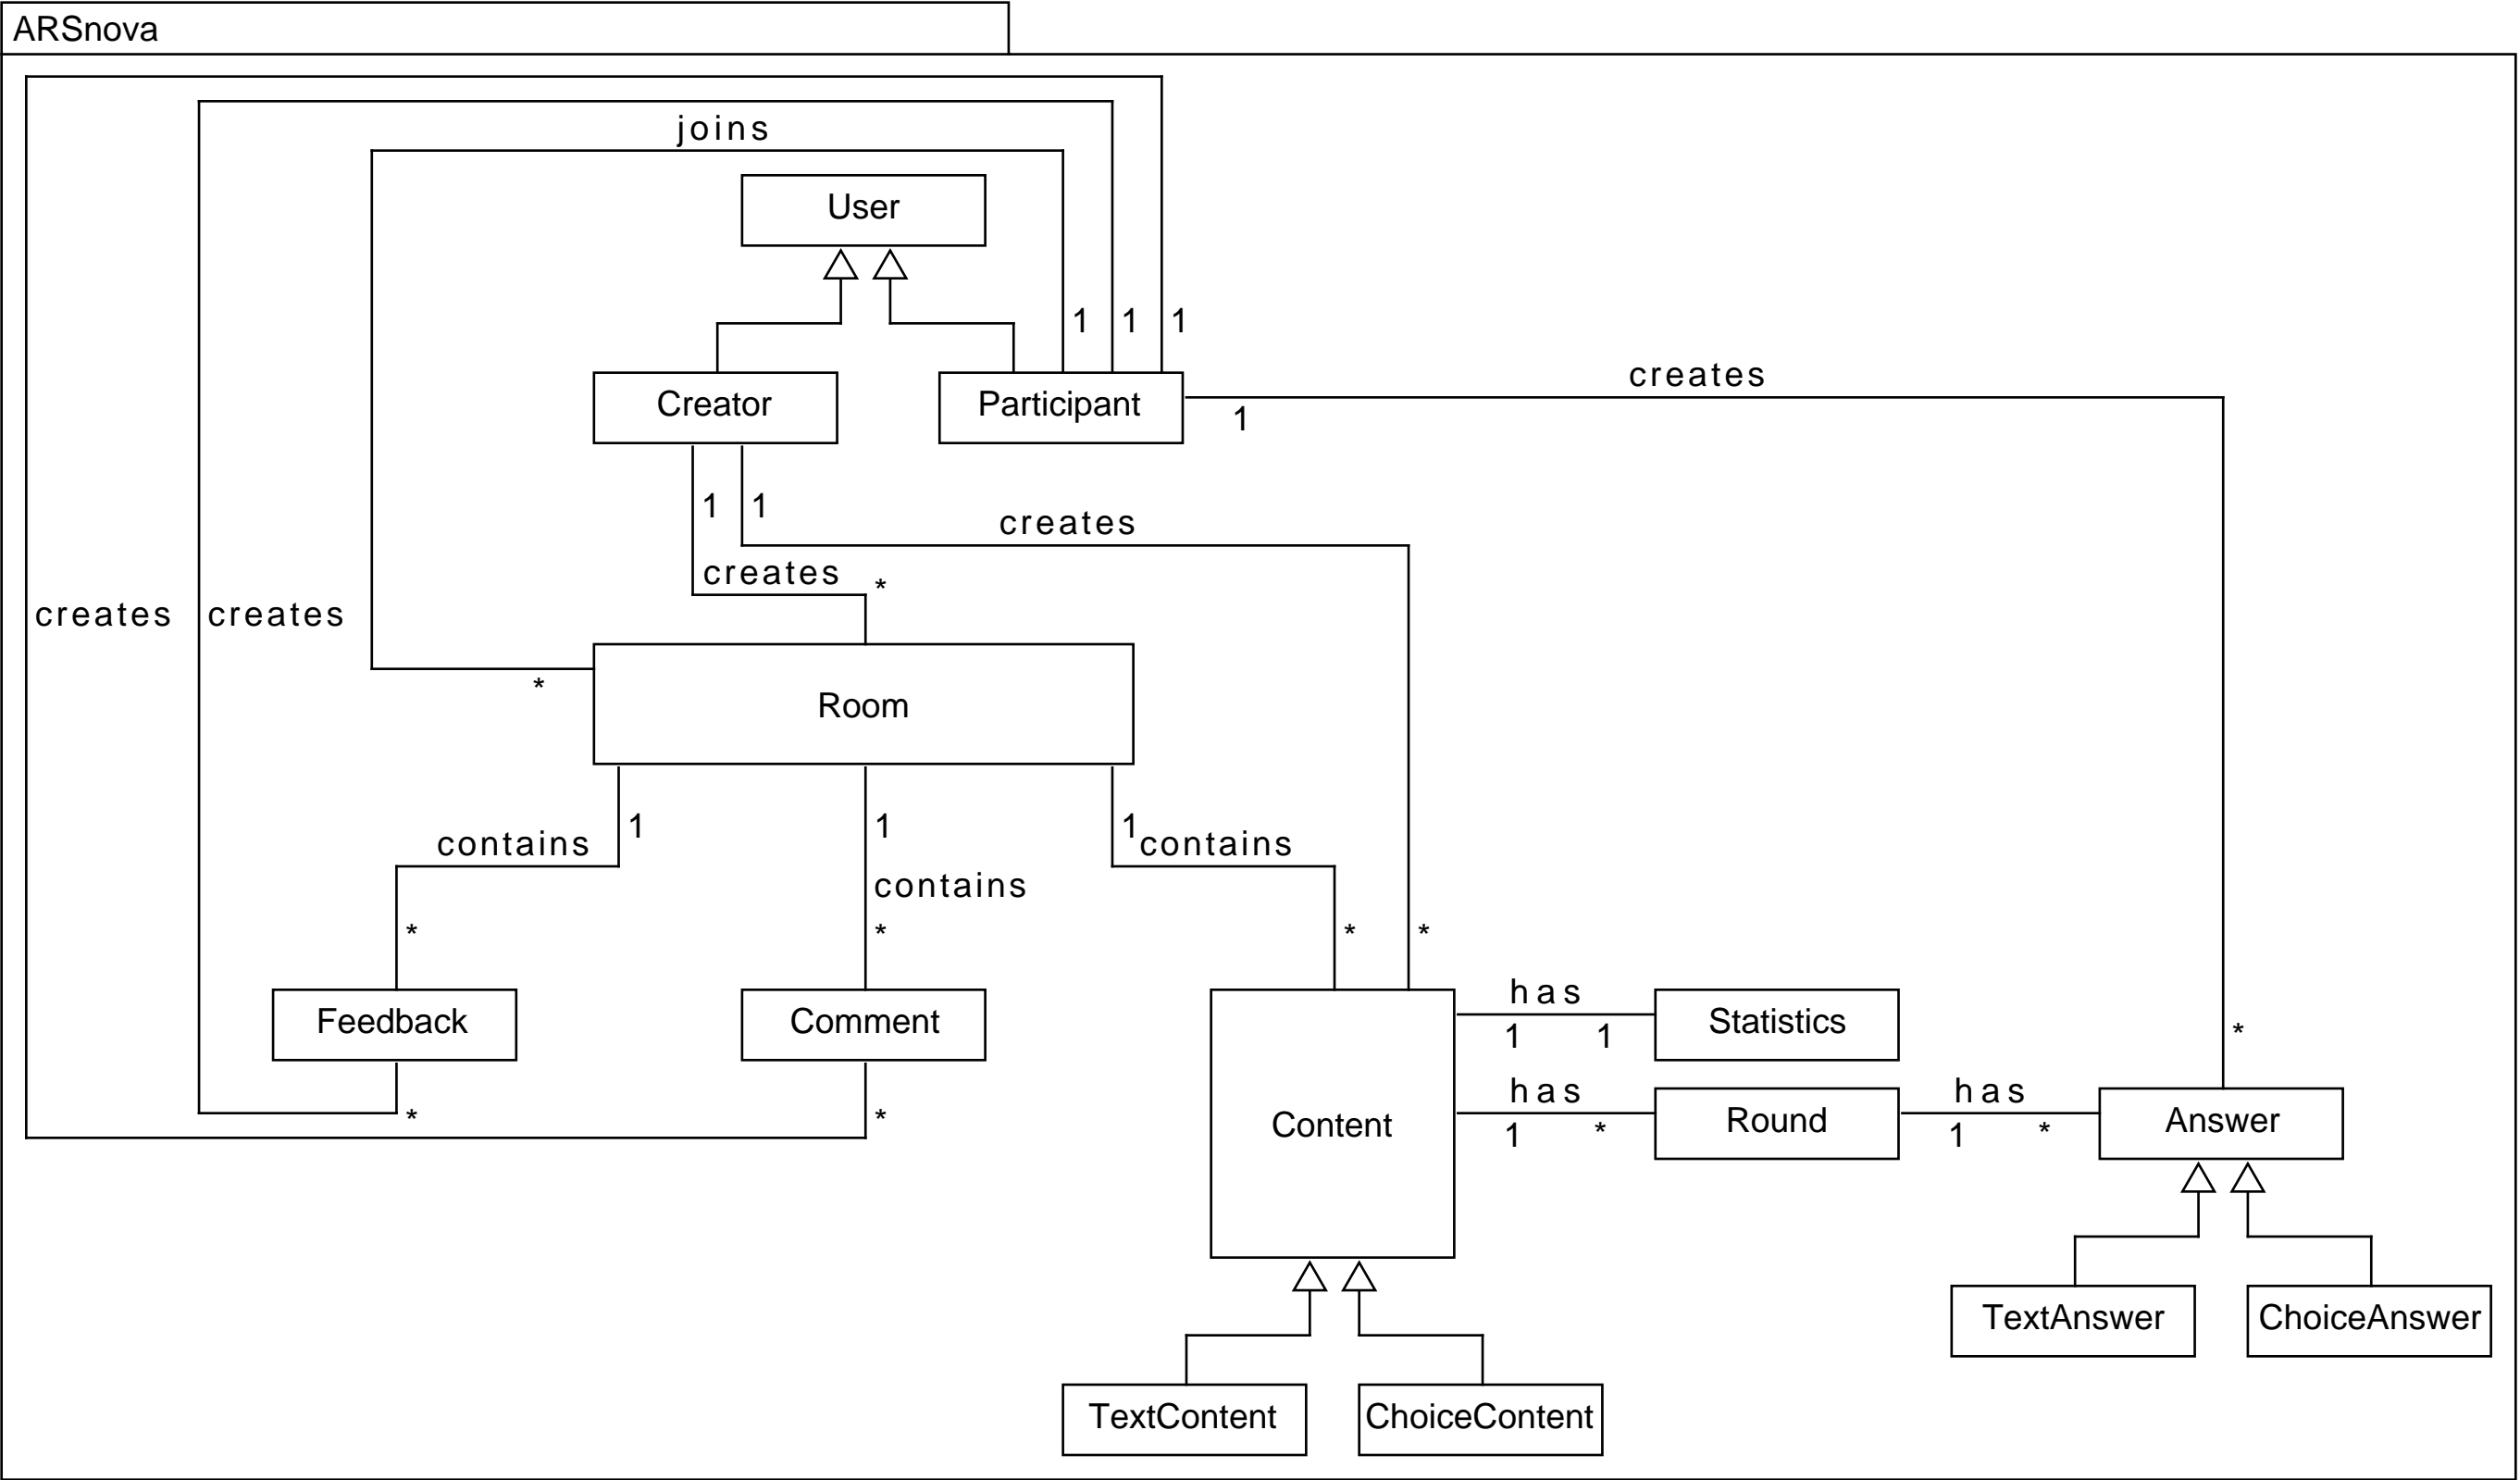 ARSnova
joins
User
1 1 1
creates
Creator
Participant
1
1 1
creates
creates
*
creates
creates
*
Room
1
1
1
contains
contains
contains
*
*
*
*
has
Feedback
Comment
Statistics
1 1
*
has
has
*
*
Content
Round
Answer
1 *
1 *
TextAnswer
ChoiceAnswer
TextContent
ChoiceContent